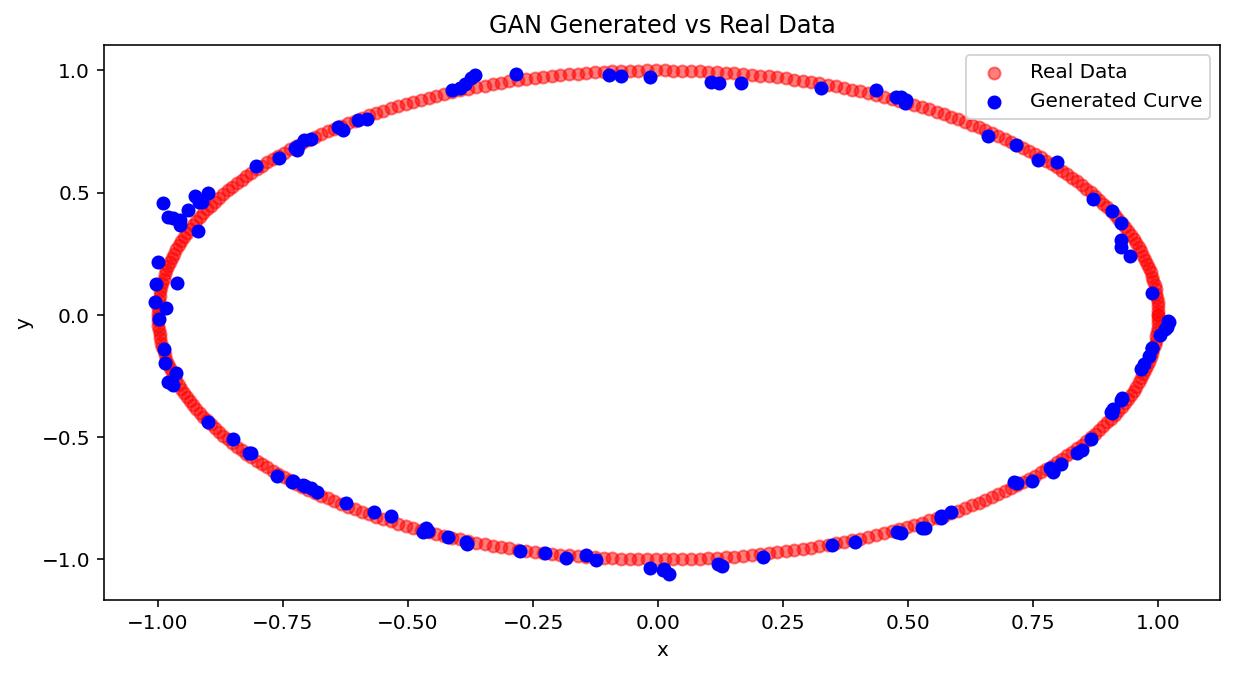 GAN Generated vs Real Data
1.0
0.5
0.0
−0.5
−1.0
y
Real Data
Generated Curve
−1.00 −0.75 −0.50 −0.25 0.00 0.25 0.50 0.75 1.00
x